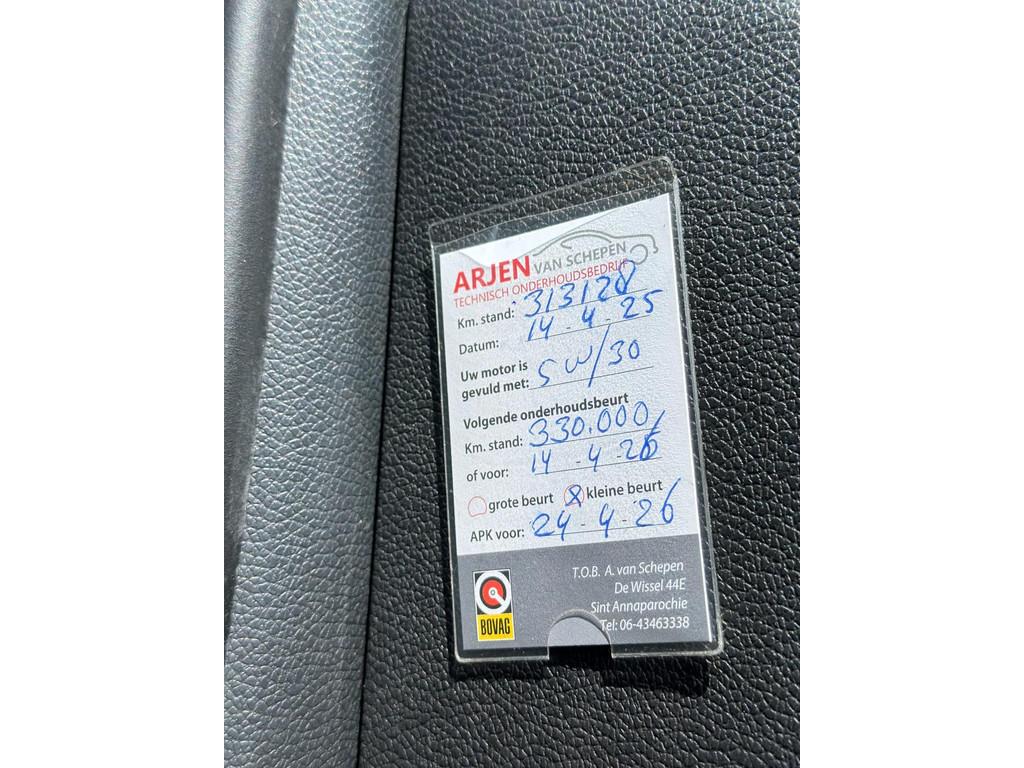 ARJEN VAN SCHEPEN
TECHNISCH ONDERHOUDSBEDRIJF
Km. stand: 313128
Datum: 14-4-25
Uw motor is
gevuld met: 5W/30
Volgende onderhoudsbeurt
Km. stand: 330.000,
of voor: 14-4-26
grote beurt X kleine beurt
APK voor: 24-4-26
T.O.B. A. van Schepen
De Wissel 44E
Sint Annaparochie
Tel: 06-43463338
BOVAG